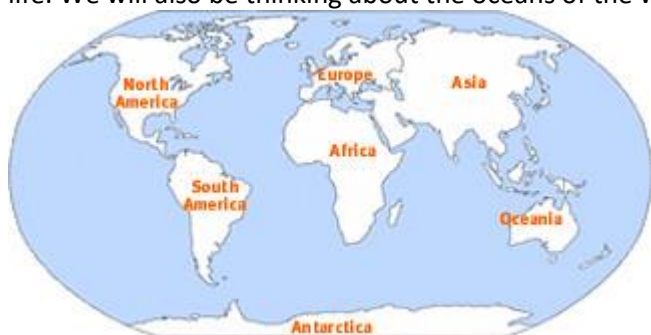 life. We will also be thinking about the oceans of the
North
America
Europe
Asia
Africa
South
America
Oceania
Antarctica